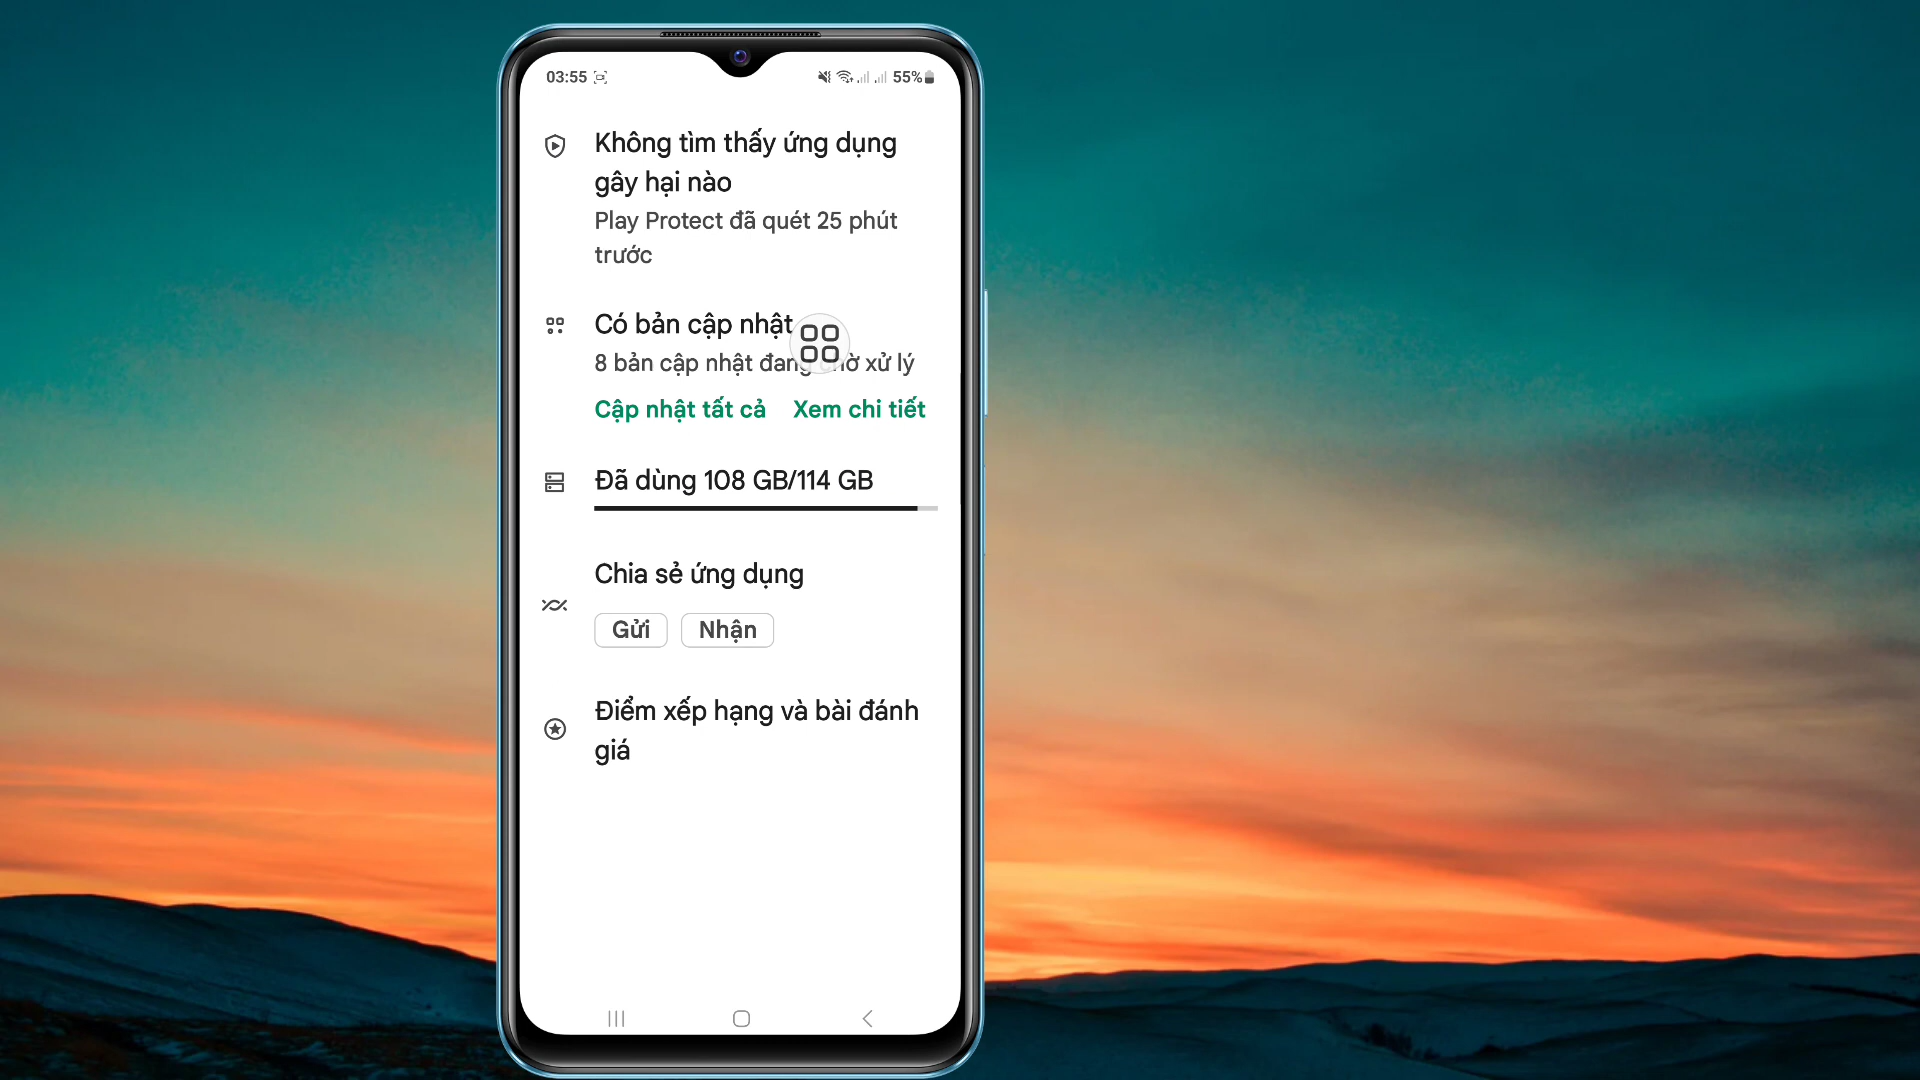 03:55
55%
Không tìm thấy ứng dụng
gây hại nào
Play Protect đã quét 25 phút
trước
Có bản cập nhật
8 bản cập nhật đang chờ xử lý
Cập nhật tất cả Xem chi tiết
Đã dùng 108 GB/114 GB
Chia sẻ ứng dụng
Gửi Nhận
Điểm xếp hạng và bài đánh
giá